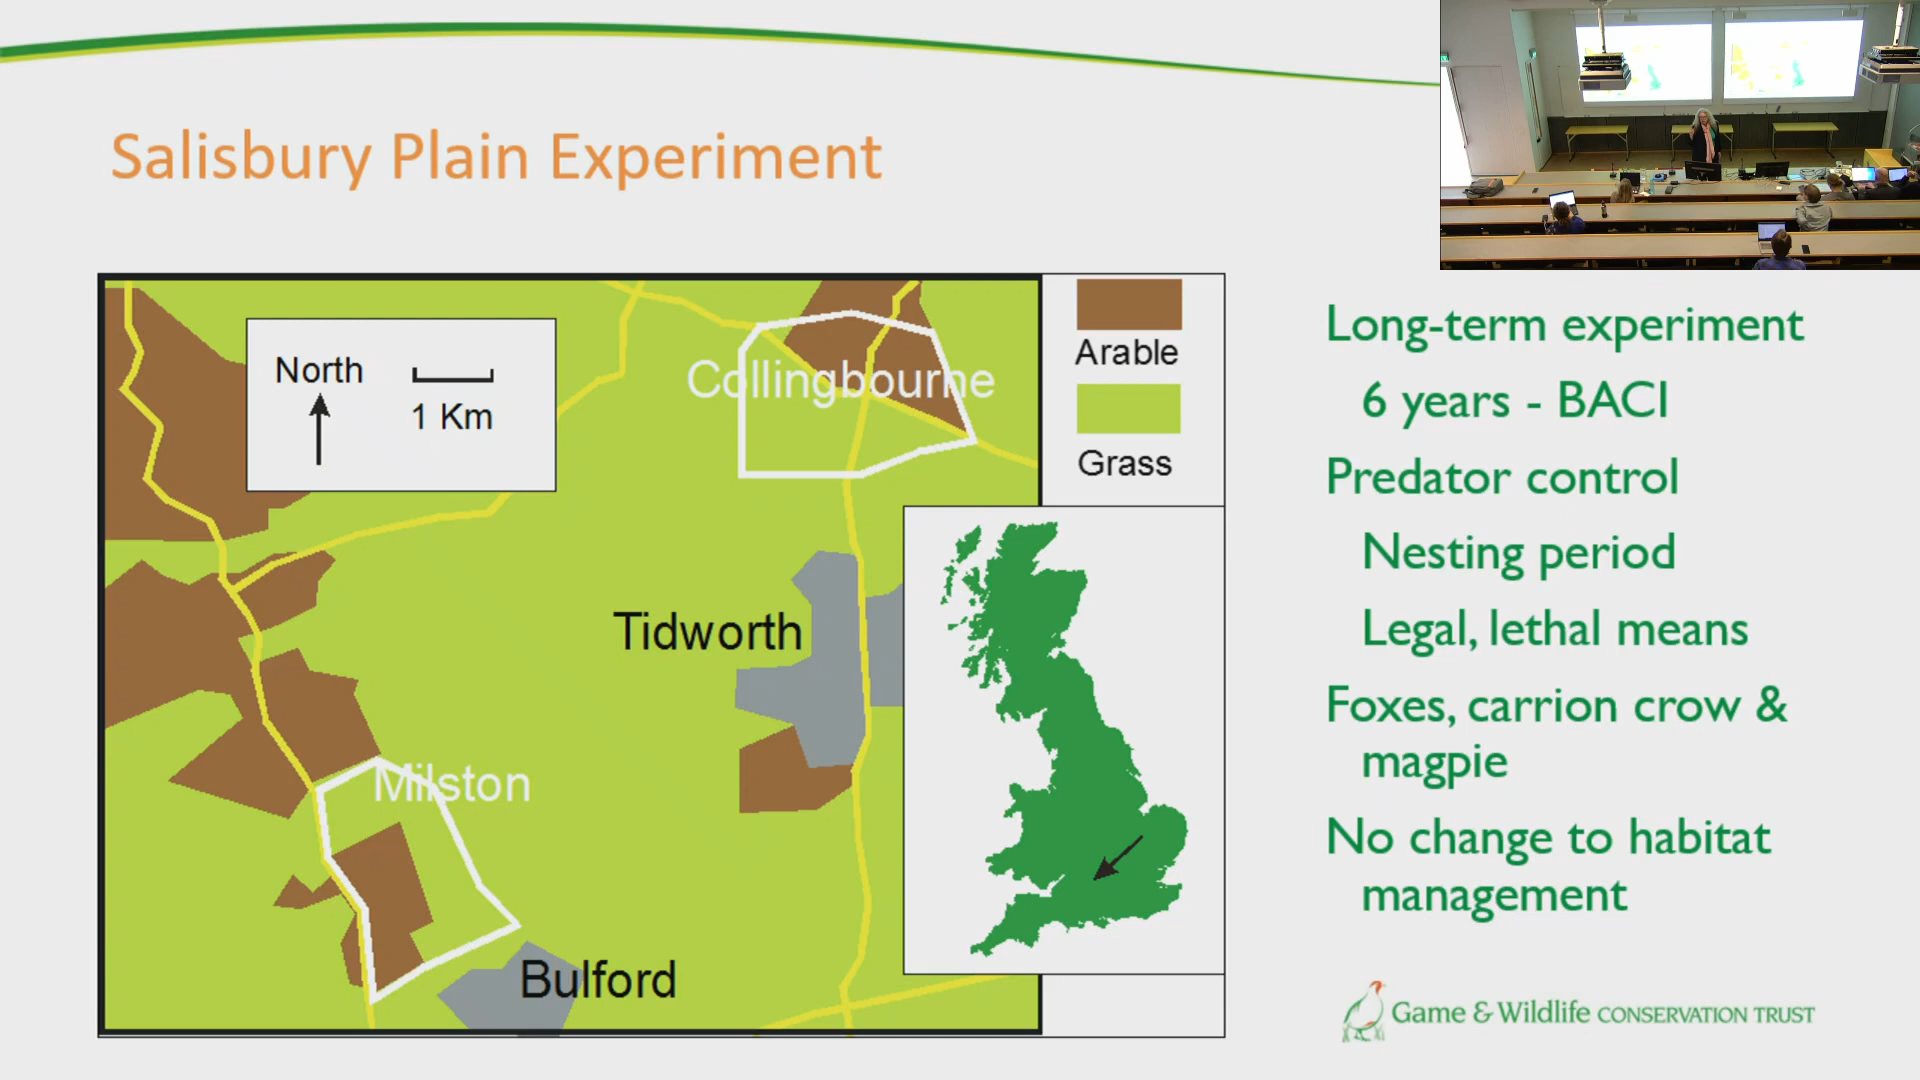 Salisbury Plain Experiment
North
1 Km
Collingbourne
Arable
Grass
Tidworth
Milston
Bulford
Long-term experiment
6 years - BACI
Predator control
Nesting period
Legal, lethal means
Foxes, carrion crow &
magpie
No change to habitat
management
Game & Wildlife CONSERVATION TRUST